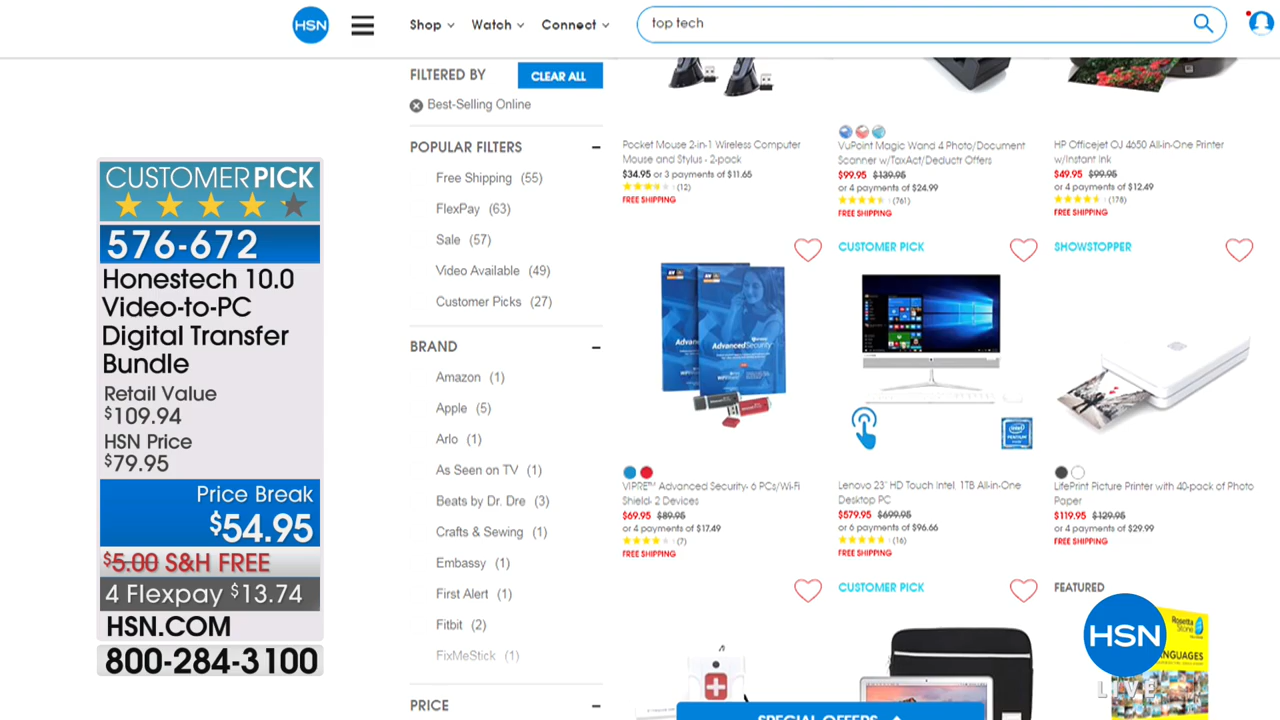 HSN
Shop
Watch
Connect
top tech
FILTERED BY
CLEAR ALL
Best-Selling Online
POPULAR FILTERS
Free Shipping (55)
FlexPay (63)
Sale (57)
Video Available (49)
Customer Picks (27)
BRAND
Amazon (1)
Apple (5)
Arlo (1)
As Seen on TV (1)
Beats by Dr. Dre (3)
Crafts & Sewing (1)
Embassy (1)
First Alert (1)
Fitbit (2)
FixMeStick (1)
PRICE
CUSTOMER PICK
576-672
Honestech 10.0
Video-to-PC
Digital Transfer
Bundle
Retail Value
$109.94
HSN Price
$79.95
Price Break
$54.95
$5.00 S&H FREE
4 Flexpay $13.74
HSN.COM
800-284-3100
Pocket Mouse 2-in-1 Wireless Computer
Mouse and Stylus - 2-pack
$34.95 or 3 payments of $11.65
(12)
FREE SHIPPING
VuPoint Magic Wand 4 Photo/Document
Scanner w/TaxAct/Deductr Offers
$99.95 $139.95
or 4 payments of $24.99
(761)
FREE SHIPPING
HP Officejet OJ 4650 All-in-One Printer
w/Instant Ink
$49.95 $99.95
or 4 payments of $12.49
(178)
FREE SHIPPING
AdvancedSecurity
VIPRE™ Advanced Security- 6 PCs/Wi-Fi
Shield- 2 Devices
$69.95 $89.95
or 4 payments of $17.49
(7)
FREE SHIPPING
CUSTOMER PICK
intel
PENTIUM
Lenovo 23" HD Touch Intel, 1TB All-in-One
Desktop PC
$579.95 $699.95
or 6 payments of $96.66
(16)
FREE SHIPPING
SHOWSTOPPER
LifePrint Picture Printer with 40-pack of Photo
Paper
$119.95 $129.95
or 4 payments of $29.99
FREE SHIPPING
CUSTOMER PICK
FEATURED
Rosetta
Stone
NGUAGES
HSN
LIVE
SPECIAL OFFERS